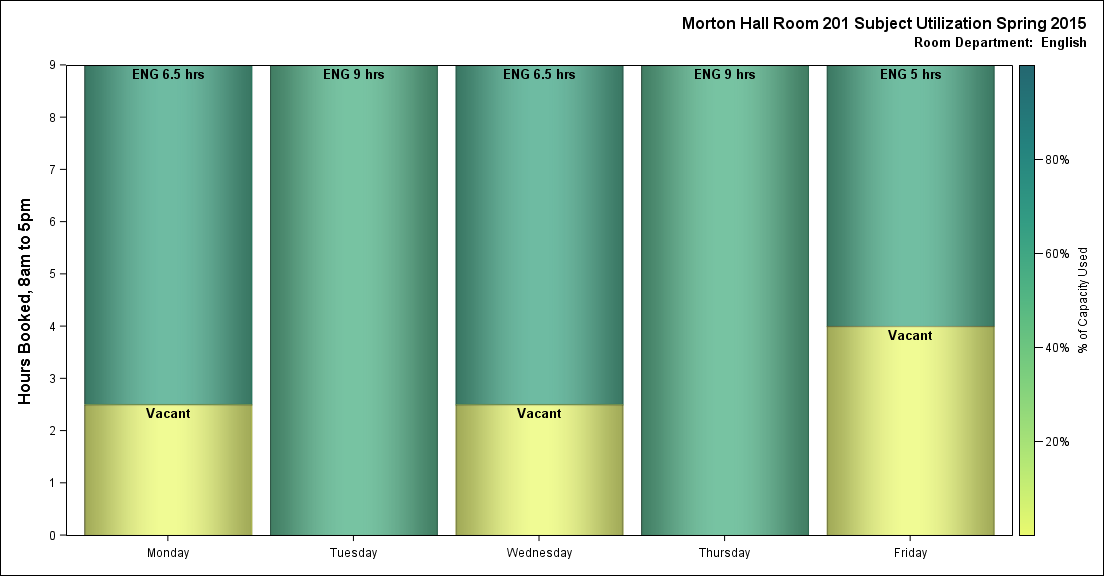 Morton Hall Room 201 Subject Utilization Spring 2015
Room Department: English
Hours Booked, 8am to 5pm
9
8
7
6
5
4
3
2
1
0
ENG 6.5 hrs
ENG 9 hrs
ENG 6.5 hrs
ENG 9 hrs
ENG 5 hrs
Vacant
Vacant
Vacant
Monday
Tuesday
Wednesday
Thursday
Friday
80%
60%
40%
20%
% of Capacity Used